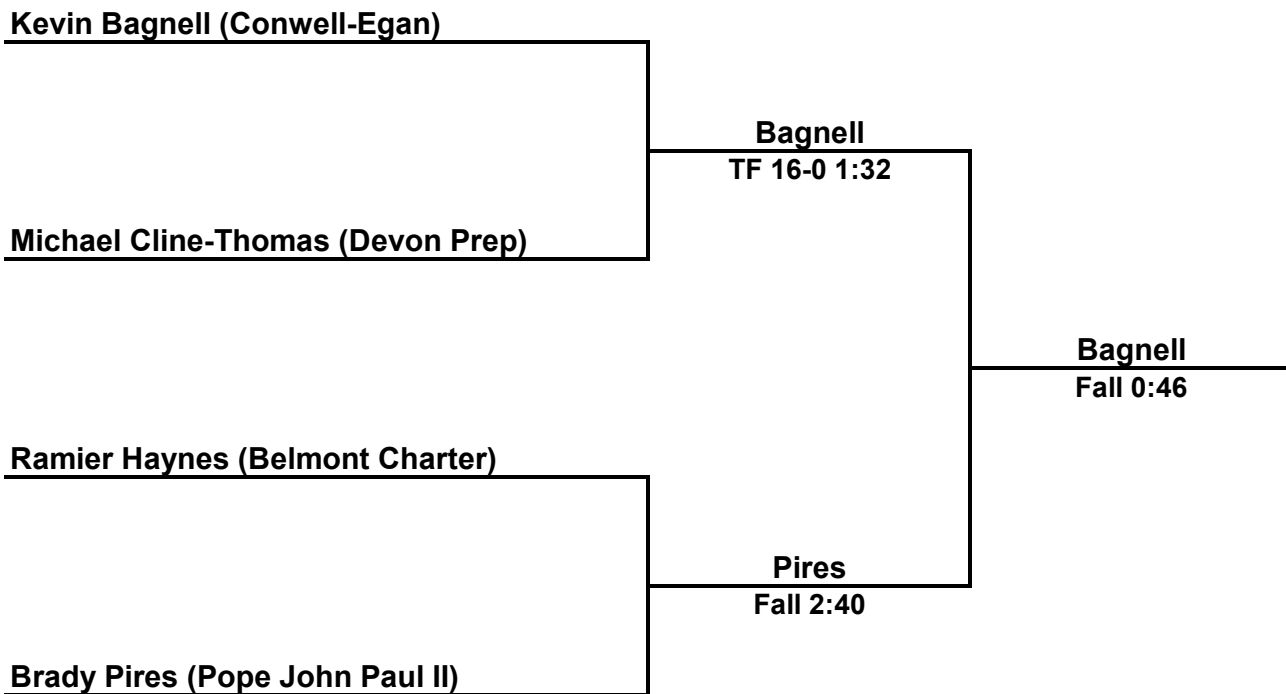 Kevin Bagnell (Conwell-Egan)
Bagnell
TF 16-0 1:32
Michael Cline-Thomas (Devon Prep)
Bagnell
Fall 0:46
Ramier Haynes (Belmont Charter)
Pires
Fall 2:40
Brady Pires (Pope John Paul II)